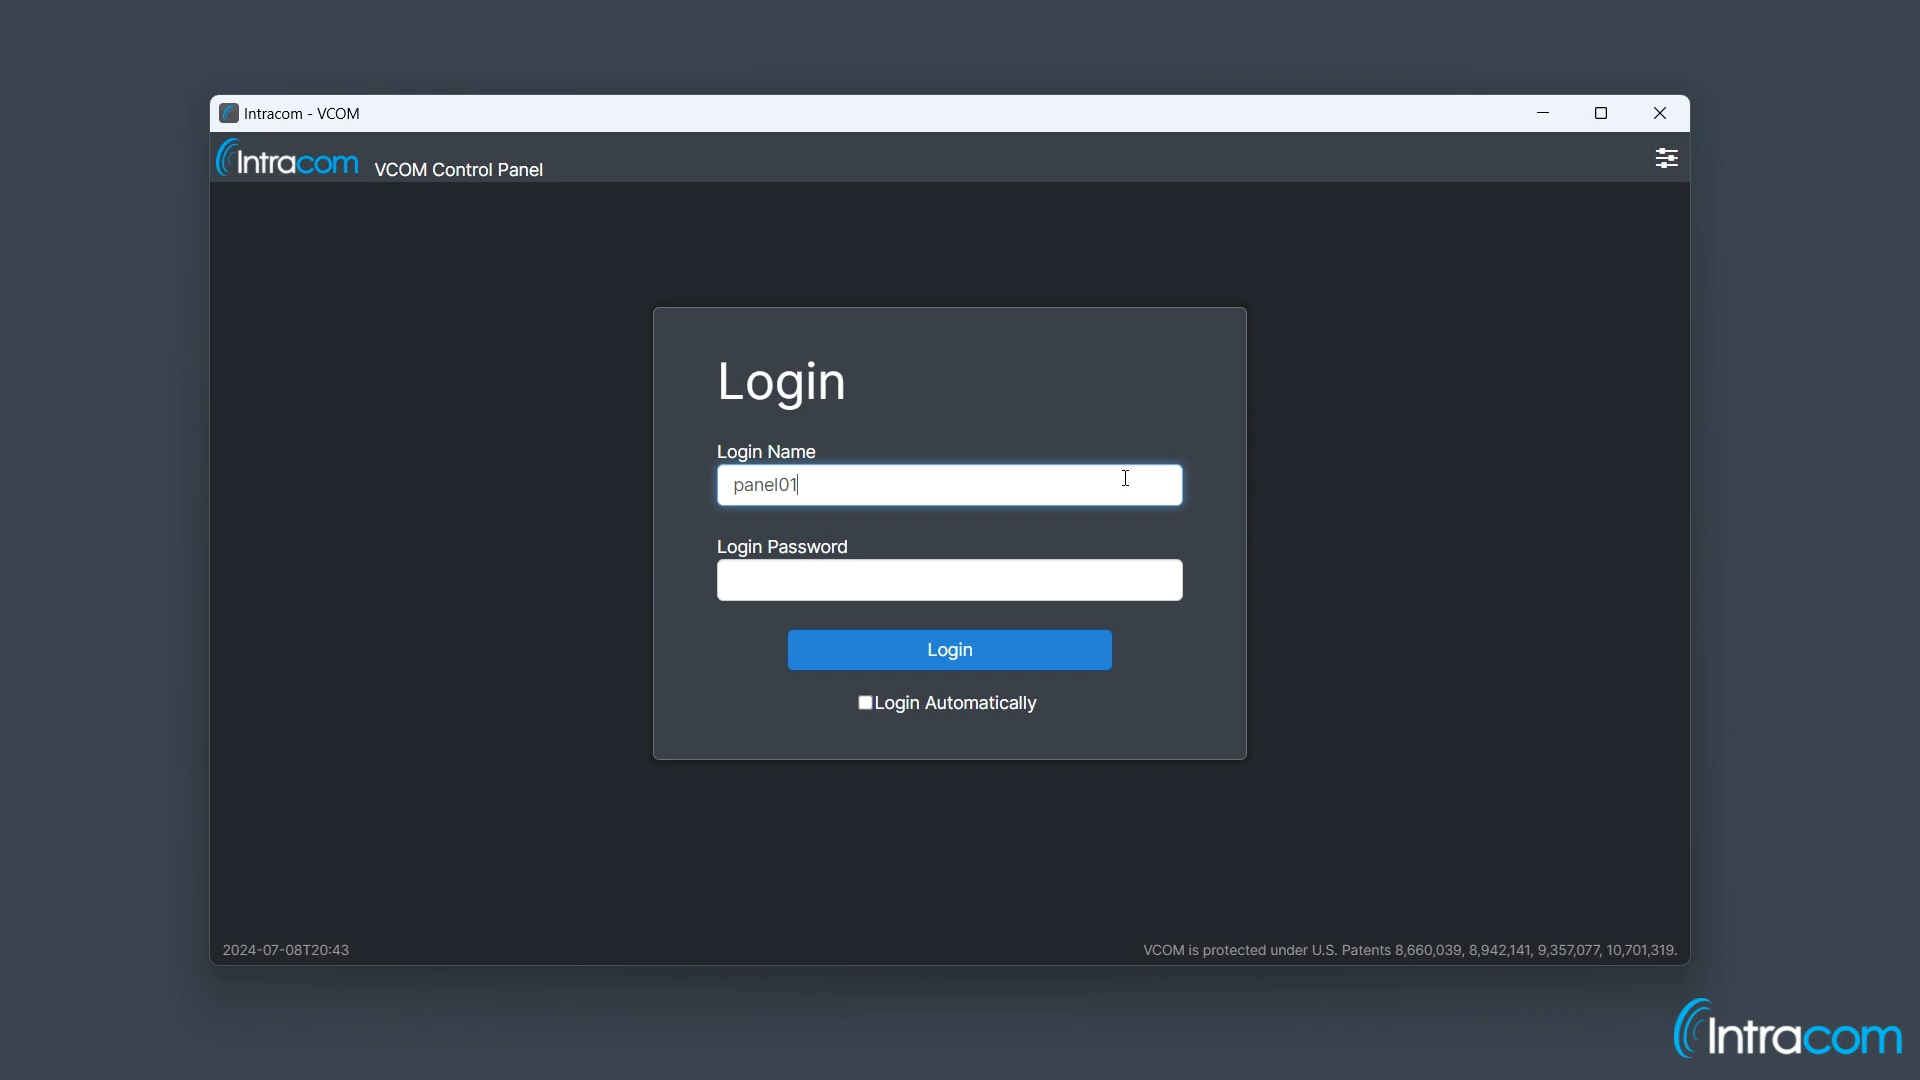 Intracom - VCOM
Intracom VCOM Control Panel
Login
Login Name
panel01
Login Password
Login
Login Automatically
2024-07-08T20:43
VCOM is protected under U.S. Patents 8,660,039, 8,942,141, 9,357,077, 10,701,319.
Intracom